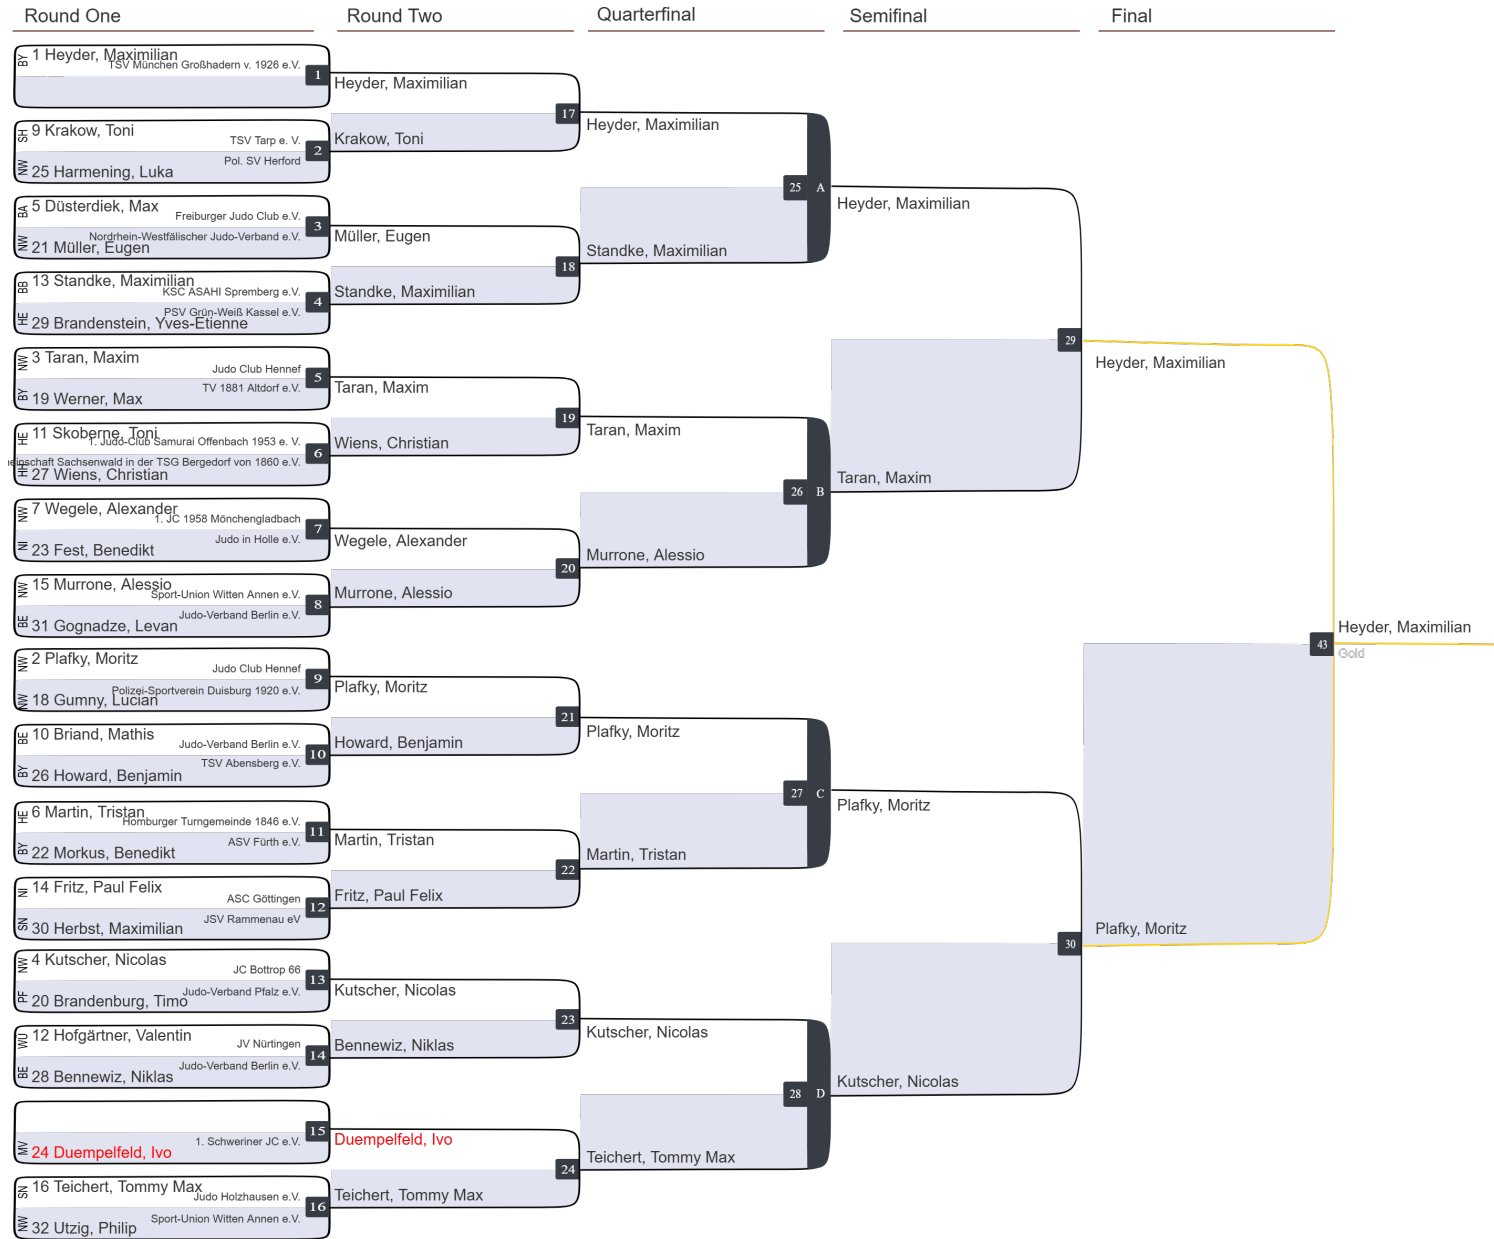 Round One
Round Two
Quarterfinal
Semifinal
Final
BY 1 Heyder, Maximilian
TSV München Großhadern v. 1926 e.V.
1
SH 9 Krakow, Toni
TSV Tarp e. V.
2
Pol. SV Herford
NW 25 Harmening, Luka
BA 5 Düsterdiek, Max
Freiburger Judo Club e.V.
3
Nordrhein-Westfälischer Judo-Verband e.V.
NW 21 Müller, Eugen
BB 13 Standke, Maximilian
KSC ASAHI Spremberg e.V.
4
PSV Grün-Weiß Kassel e.V.
HE 29 Brandenstein, Yves-Etienne
NW 3 Taran, Maxim
Judo Club Hennef
5
TV 1881 Altdorf e.V.
BY 19 Werner, Max
HE 11 Skoberne, Toni
1. Judo-Club Samurai Offenbach 1953 e. V.
6
einschaft Sachsenwald in der TSG Bergedorf von 1860 e.V.
HH 27 Wiens, Christian
NW 7 Wegele, Alexander
1. JC 1958 Mönchengladbach
7
Judo in Holle e.V.
NI 23 Fest, Benedikt
NW 15 Murrone, Alessio
Sport-Union Witten Annen e.V.
8
Judo-Verband Berlin e.V.
BE 31 Gognadze, Levan
NW 2 Plafky, Moritz
Judo Club Hennef
9
Polizei-Sportverein Duisburg 1920 e.V.
NW 18 Gumny, Lucian
BE 10 Briand, Mathis
Judo-Verband Berlin e.V.
10
TSV Abensberg e.V.
BY 26 Howard, Benjamin
HE 6 Martin, Tristan
Homburger Turngemeinde 1846 e.V.
11
ASV Fürth e.V.
BY 22 Morkus, Benedikt
NI 14 Fritz, Paul Felix
ASC Göttingen
12
JSV Rammenau eV
SN 30 Herbst, Maximilian
NW 4 Kutscher, Nicolas
JC Bottrop 66
13
Judo-Verband Pfalz e.V.
PF 20 Brandenburg, Timo
WU 12 Hofgärtner, Valentin
JV Nürtingen
14
Judo-Verband Berlin e.V.
BE 28 Bennewiz, Niklas
15
1. Schweriner JC e.V.
MV 24 Duempelfeld, Ivo
SN 16 Teichert, Tommy Max
Judo Holzhausen e.V.
16
Sport-Union Witten Annen e.V.
NW 32 Utzig, Philip
Heyder, Maximilian
17
Krakow, Toni
Müller, Eugen
18
Standke, Maximilian
Taran, Maxim
19
Wiens, Christian
Wegele, Alexander
20
Murrone, Alessio
Plafky, Moritz
21
Howard, Benjamin
Martin, Tristan
22
Fritz, Paul Felix
Kutscher, Nicolas
23
Bennewiz, Niklas
Duempelfeld, Ivo
24
Teichert, Tommy Max
Heyder, Maximilian
25 A
Standke, Maximilian
Taran, Maxim
26 B
Murrone, Alessio
Plafky, Moritz
27 C
Martin, Tristan
Kutscher, Nicolas
28 D
Teichert, Tommy Max
Heyder, Maximilian
29
Taran, Maxim
Plafky, Moritz
30
Kutscher, Nicolas
Heyder, Maximilian
43
Plafky, Moritz
Heyder, Maximilian
Gold